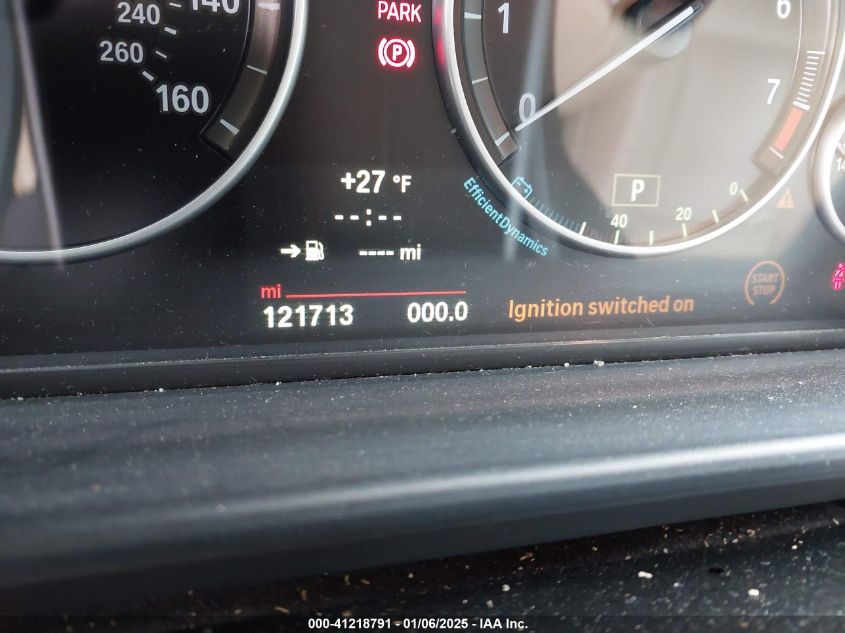 140
240
260
160
PARK
P
1
0
6
7
+27 °F
--:--
---- mi
mi
121713 000.0
EfficientDynamics
P
40 20 0
Ignition switched on
START
STOP
000-41218791 - 01/06/2025 - IAA Inc.